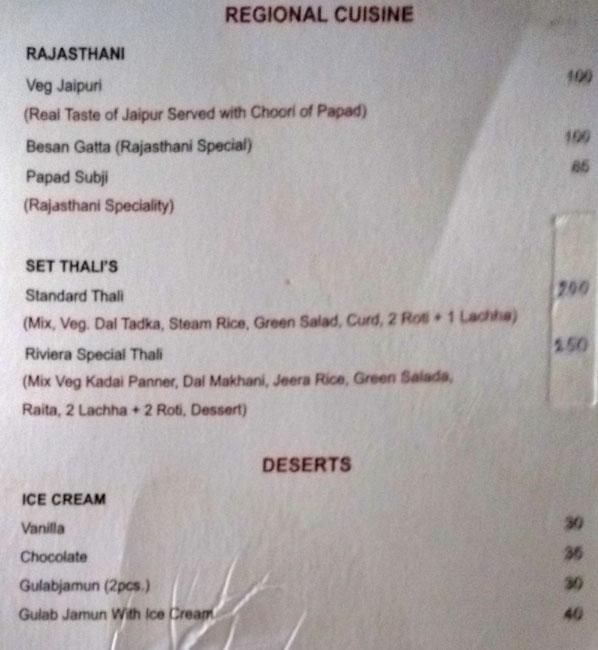 REGIONAL CUISINE
RAJASTHANI
Veg Jaipuri 100
(Real Taste of Jaipur Served with Choori of Papad)
Besan Gatta (Rajasthani Special) 100
Papad Subji
(Rajasthani Speciality)
SET THALI'S
Standard Thali 200
(Mix, Veg. Dal Tadka, Steam Rice, Green Salad, Curd, 2 Roti + 1 Lachha)
Riviera Special Thali 250
(Mix Veg Kadai Panner, Dal Makhani, Jeera Rice, Green Salads,
Raita, 2 Lachha + 2 Roti, Dessert)
DESERTS
ICE CREAM
Vanilla 30
Chocolate 35
Gulabjamun (2pcs.) 30
Gulab Jamun With Ice Cream 40